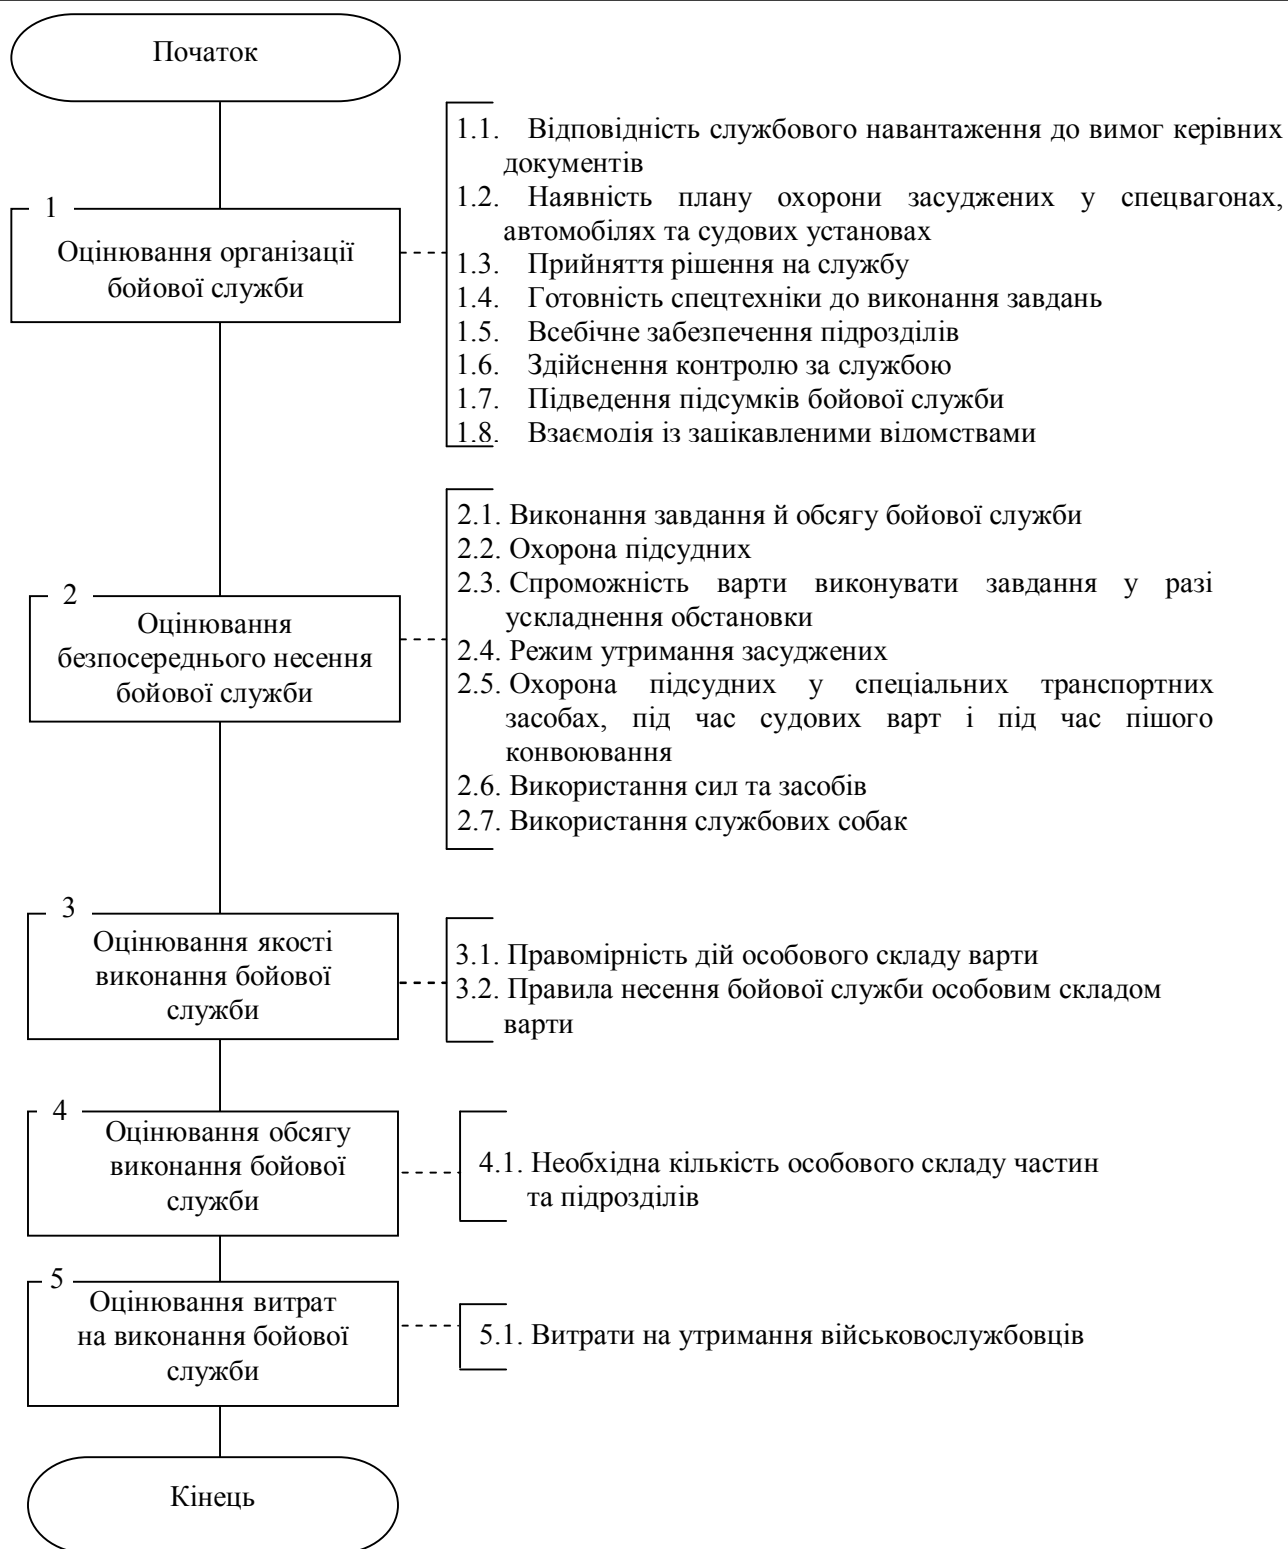 Початок
1
Оцінювання організації
бойової служби
1.1. Відповідність службового навантаження до вимог керівних
документів
1.2. Наявність плану охорони засуджених у спецвагонах,
автомобілях та судових установах
1.3. Прийняття рішення на службу
1.4. Готовність спецтехніки до виконання завдань
1.5. Всебічне забезпечення підрозділів
1.6. Здійснення контролю за службою
1.7. Підведення підсумків бойової служби
1.8. Взаємодія із зацікавленими відомствами
2
Оцінювання
безпосереднього несення
бойової служби
2.1. Виконання завдання й обсягу бойової служби
2.2. Охорона підсудних
2.3. Спроможність варти виконувати завдання у разі
ускладнення обстановки
2.4. Режим утримання засуджених
2.5. Охорона підсудних у спеціальних транспортних
засобах, під час судових варт і під час пішого
конвоювання
2.6. Використання сил та засобів
2.7. Використання службових собак
3
Оцінювання якості
виконання бойової
служби
3.1. Правомірність дій особового складу варти
3.2. Правила несення бойової служби особовим складом
варти
4
Оцінювання обсягу
виконання бойової
служби
4.1. Необхідна кількість особового складу частин
та підрозділів
5
Оцінювання витрат
на виконання бойової
служби
5.1. Витрати на утримання військовослужбовців
Кінець